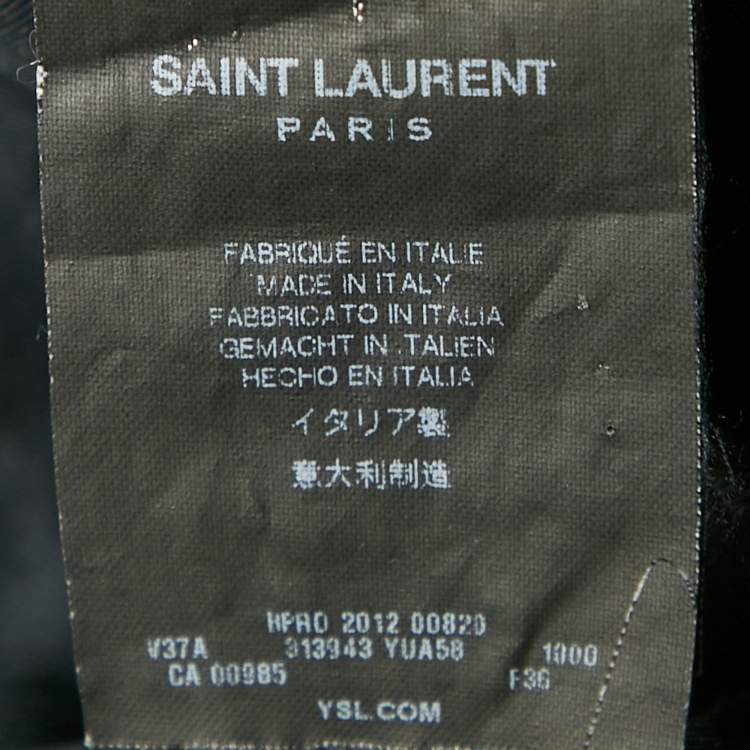 SAINT LAURENT
PARIS
FABRIQUÉ EN ITALIE
MADE IN ITALY
FABBRICATO IN ITALIA
GEMACHT IN ITALIEN
HECHO EN ITALIA
イタリア製
意大利制造
HPRO 2012 00820
V37A 313943 YUA58 1000
CA 00985 F36
YSL.COM